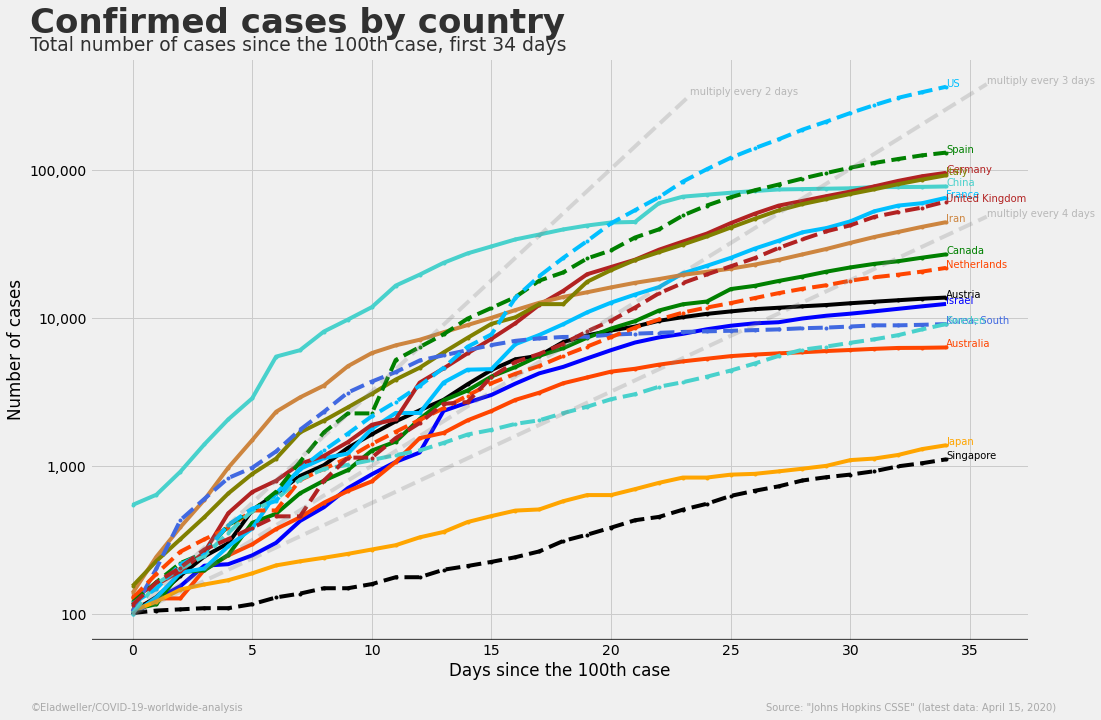 Confirmed cases by country
Total number of cases since the 100th case, first 34 days
multiply every 2 days
multiply every 3 days
multiply every 4 days
US
Spain
Germany
Italy
China
France
United Kingdom
Iran
Canada
Netherlands
Austria
Israel
Korea, South
Australia
Japan
Singapore
Number of cases
100,000
10,000
1,000
100
0 5 10 15 20 25 30 35
Days since the 100th case
©Eladweller/COVID-19-worldwide-analysis
Source: "Johns Hopkins CSSE" (latest data: April 15, 2020)